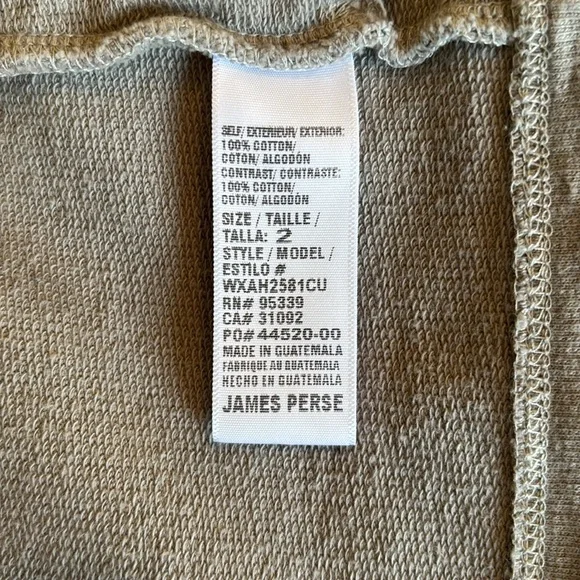 SELF/ EXTERIEUR/ EXTERIOR:
100% COTTON/
COTON/ ALGODÓN
CONTRAST/ CONTRASTE:
100% COTTON/
COTON/ ALGODÓN
SIZE / TAILLE /
TALLA: 2
STYLE / MODEL /
ESTILO #
WXAH2581CU
RN# 95339
CA# 31092
PO# 44520-00
MADE IN GUATEMALA
FABRIQUE AU GUATEMALA
HECHO EN GUATEMALA
JAMES PERSE